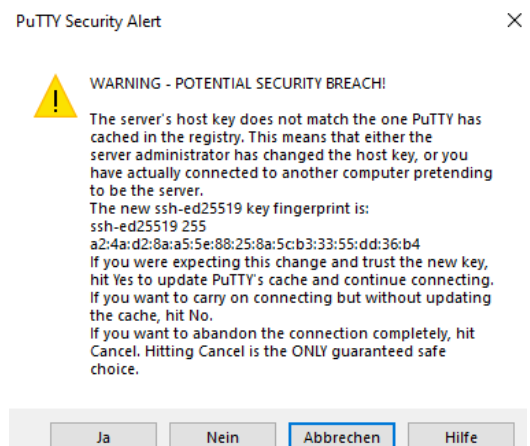 PuTTY Security Alert
WARNING - POTENTIAL SECURITY BREACH!
The server's host key does not match the one PuTTY has
cached in the registry. This means that either the
server administrator has changed the host key, or you
have actually connected to another computer pretending
to be the server.
The new ssh-ed25519 key fingerprint is:
ssh-ed25519 255
a2:4a:d2:8a:a5:5e:88:25:8a:5c:b3:33:55:dd:36:b4
If you were expecting this change and trust the new key,
hit Yes to update PuTTY's cache and continue connecting.
If you want to carry on connecting but without updating
the cache, hit No.
If you want to abandon the connection completely, hit
Cancel. Hitting Cancel is the ONLY guaranteed safe
choice.
Ja Nein Abbrechen Hilfe